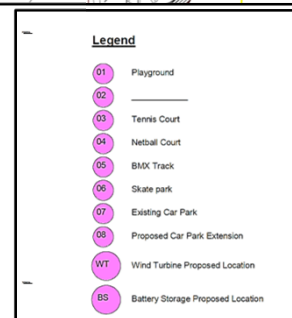 Legend
01 Playground
02
03 Tennis Court
04 Netball Court
05 BMX Track
06 Skate park
07 Existing Car Park
08 Proposed Car Park Extension
WT Wind Turbine Proposed Location
BS Battery Storage Proposed Location